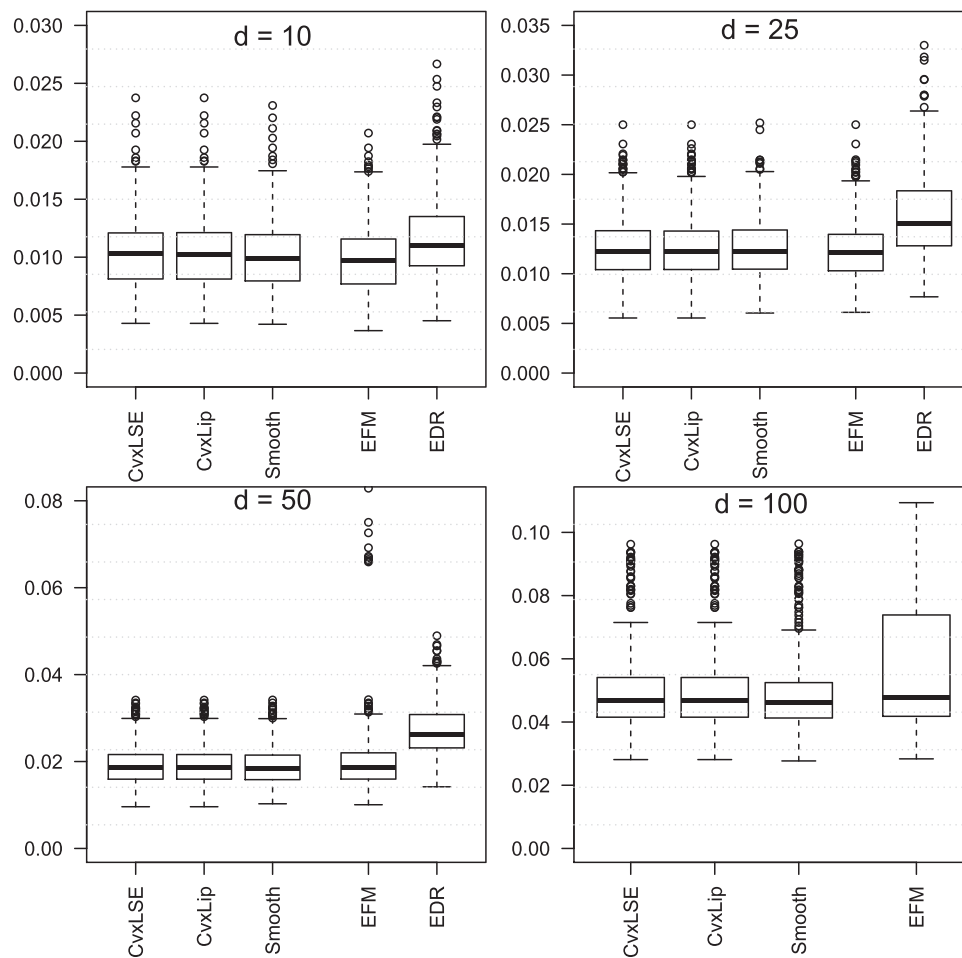 d = 10
0.030
0.025
0.020
0.015
0.010
0.005
0.000
CvxLSE
CvxLip
Smooth
EFM
EDR
d = 25
0.035
0.030
0.025
0.020
0.015
0.010
0.005
0.000
CvxLSE
CvxLip
Smooth
EFM
EDR
d = 50
0.08
0.06
0.04
0.02
0.00
CvxLSE
CvxLip
Smooth
EFM
EDR
d = 100
0.10
0.08
0.06
0.04
0.02
0.00
CvxLSE
CvxLip
Smooth
EFM